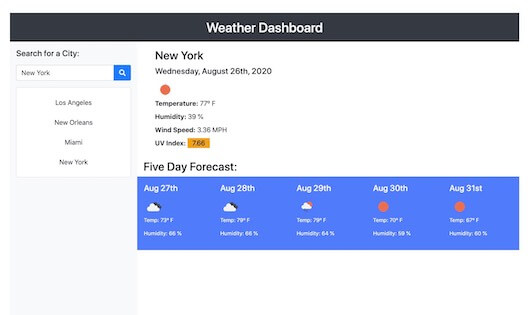 Weather Dashboard
Search for a City:
New York
Los Angeles
New Orleans
Miami
New York
New York
Wednesday, August 26th, 2020
Temperature: 77° F
Humidity: 39 %
Wind Speed: 3.36 MPH
UV Index: 7.66
Five Day Forecast:
Aug 27th
Temp: 73° F
Humidity: 66 %
Aug 28th
Temp: 79° F
Humidity: 66 %
Aug 29th
Temp: 79° F
Humidity: 64 %
Aug 30th
Temp: 70° F
Humidity: 59 %
Aug 31st
Temp: 67° F
Humidity: 60 %